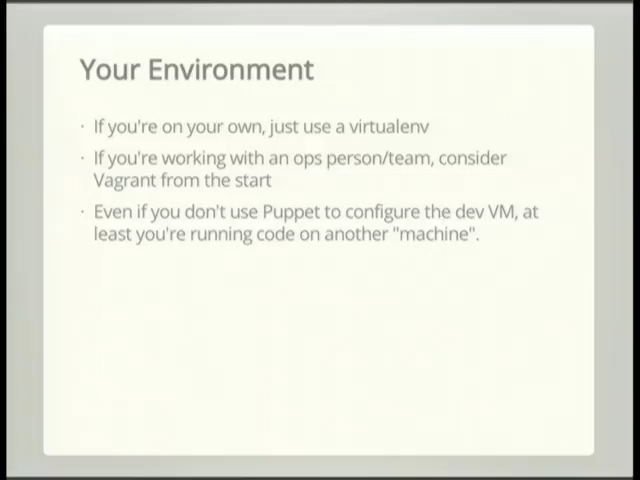 Your Environment
· If you're on your own, just use a virtualenv
· If you're working with an ops person/team, consider
Vagrant from the start
· Even if you don't use Puppet to configure the dev VM, at
least you're running code on another "machine".